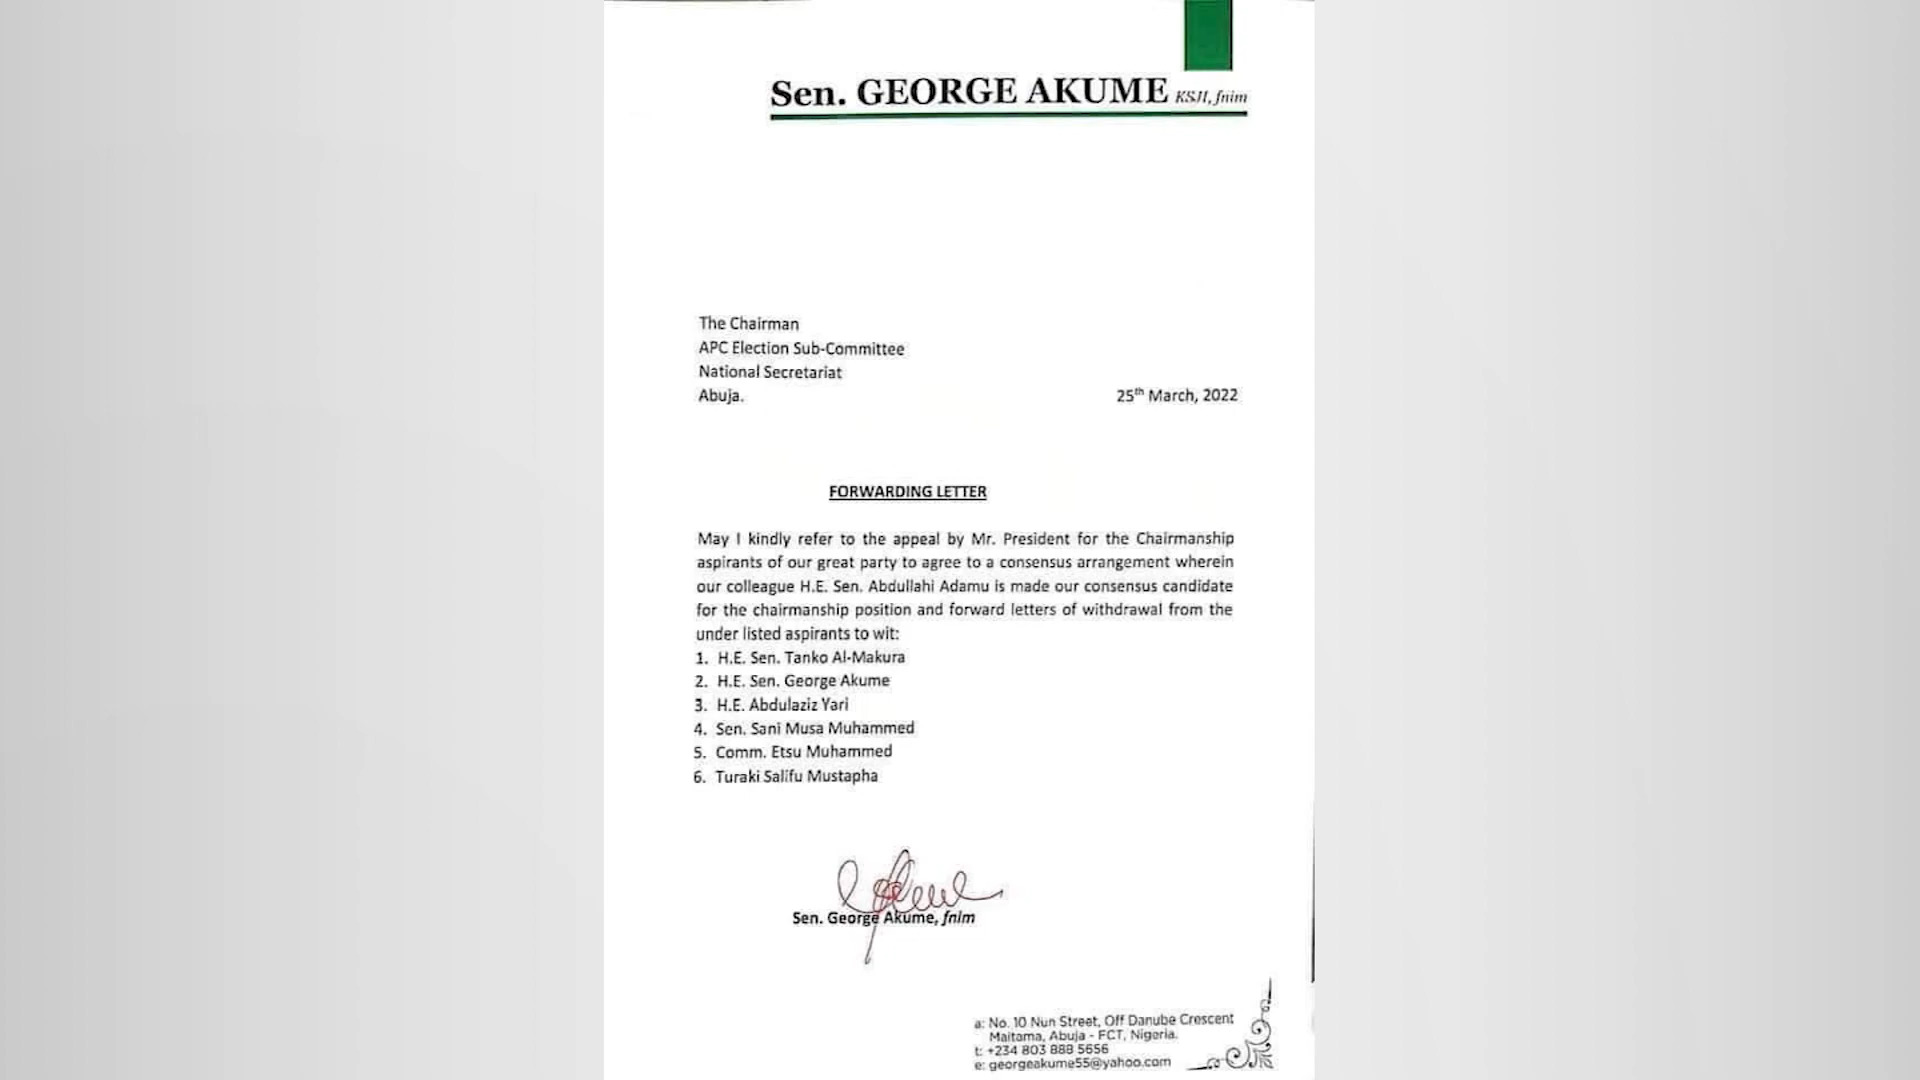 Sen. GEORGE AKUME KSJI, fnim
The Chairman
APC Election Sub-Committee
National Secretariat
Abuja.
25th March, 2022
FORWARDING LETTER
May I kindly refer to the appeal by Mr. President for the Chairmanship
aspirants of our great party to agree to a consensus arrangement wherein
our colleague H.E. Sen. Abdullahi Adamu is made our consensus candidate
for the chairmanship position and forward letters of withdrawal from the
under listed aspirants to wit:
1. H.E. Sen. Tanko Al-Makura
2. H.E. Sen. George Akume
3. H.E. Abdulaziz Yari
4. Sen. Sani Musa Muhammed
5. Comm. Etsu Muhammed
6. Turaki Salifu Mustapha
Sen. George Akume, fnim
a: No. 10 Nun Street, Off Danube Crescent
Maitama, Abuja - FCT, Nigeria.
t: +234 803 888 5656
e: georgeakume55@yahoo.com